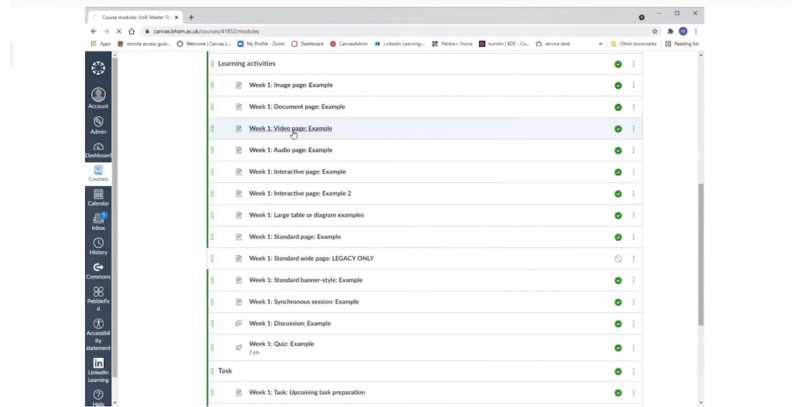 Course modules: UoB Master Te
canvas.bham.ac.uk/courses/41852/modules
Apps
remote access guid...
Welcome | Canvas L...
My Profile - Zoom
Dashboard
CanvasAdmin
LinkedIn Learning:...
Pebble+ Home
turnitin | BDS - Co...
service desk
»
Other bookmarks
Reading list
Account
Admin
Dashboard
Courses
Calendar
Inbox
History
Commons
PebblePa
d
Accessibil
ity
statement
LinkedIn
Learning
Help
Learning activities
Week 1: Image page: Example
Week 1: Document page: Example
Week 1: Video page: Example
Week 1: Audio page: Example
Week 1: Interactive page: Example
Week 1: Interactive page: Example 2
Week 1: Large table or diagram examples
Week 1: Standard page: Example
Week 1: Standard wide page: LEGACY ONLY
Week 1: Standard banner-style: Example
Week 1: Synchronous session: Example
Week 1: Discussion: Example
Week 1: Quiz: Example
2 pts
Task
Week 1: Task: Upcoming task preparation